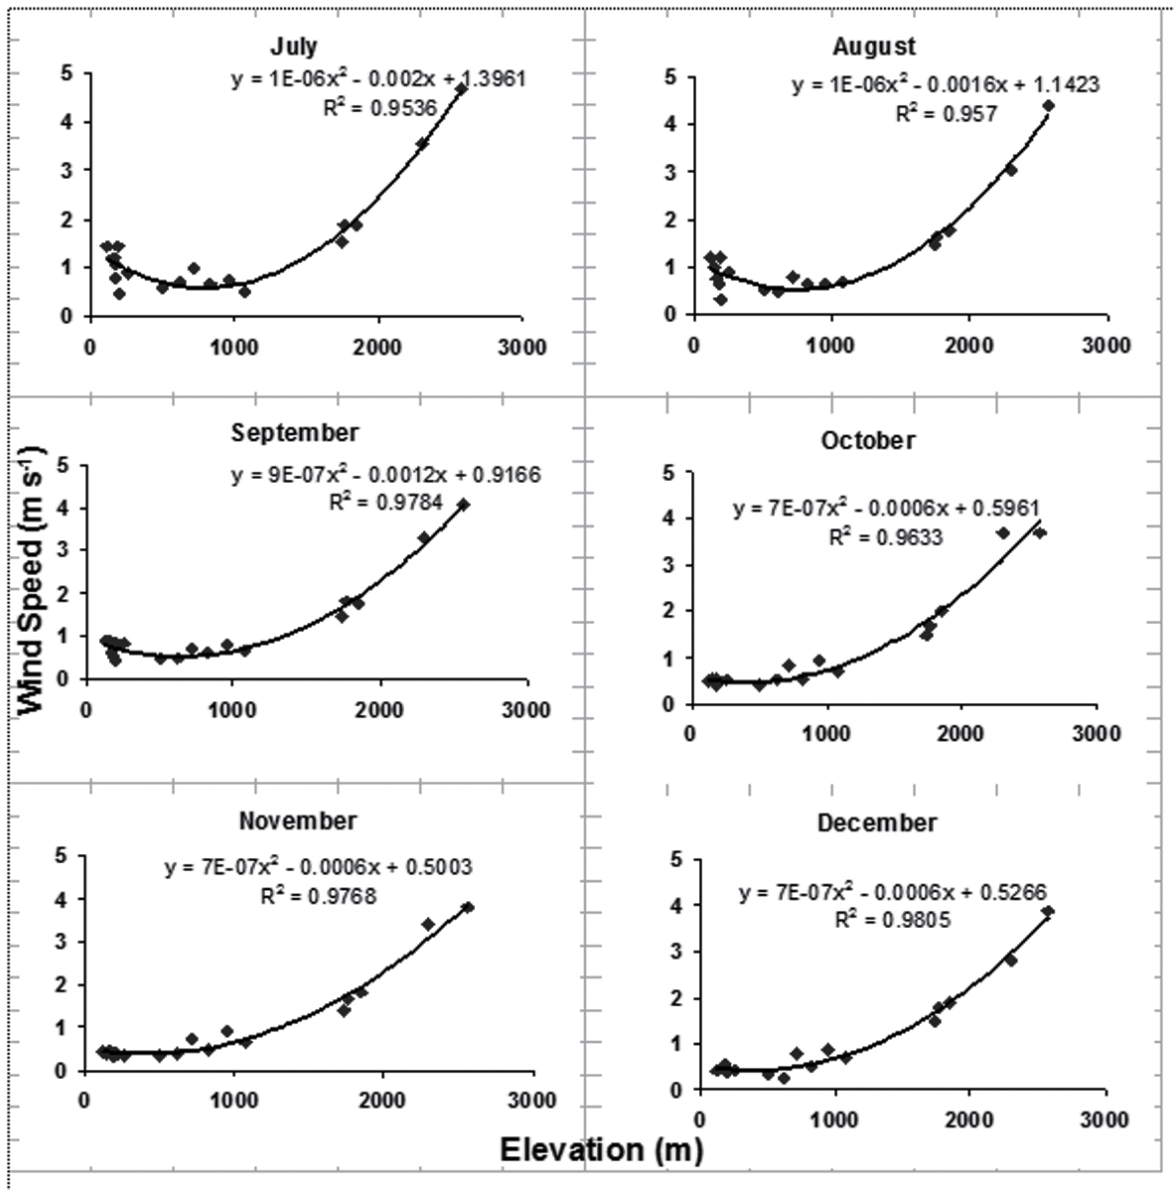 July
y = 1E-06x² - 0.002x + 1.3961
R² = 0.9536
5
4
3
2
1
0
0 1000 2000 3000
August
y = 1E-06x² - 0.0016x + 1.1423
R² = 0.957
5
4
3
2
1
0
0 1000 2000 3000
Wind Speed (m s⁻¹)
September
y = 9E-07x² - 0.0012x + 0.9166
R² = 0.9784
5
4
3
2
1
0
0 1000 2000 3000
October
y = 7E-07x² - 0.0006x + 0.5961
R² = 0.9633
5
4
3
2
1
0
0 1000 2000 3000
November
y = 7E-07x² - 0.0006x + 0.5003
R² = 0.9768
5
4
3
2
1
0
0 1000 2000 3000
December
y = 7E-07x² - 0.0006x + 0.5266
R² = 0.9805
5
4
3
2
1
0
0 1000 2000 3000
Elevation (m)